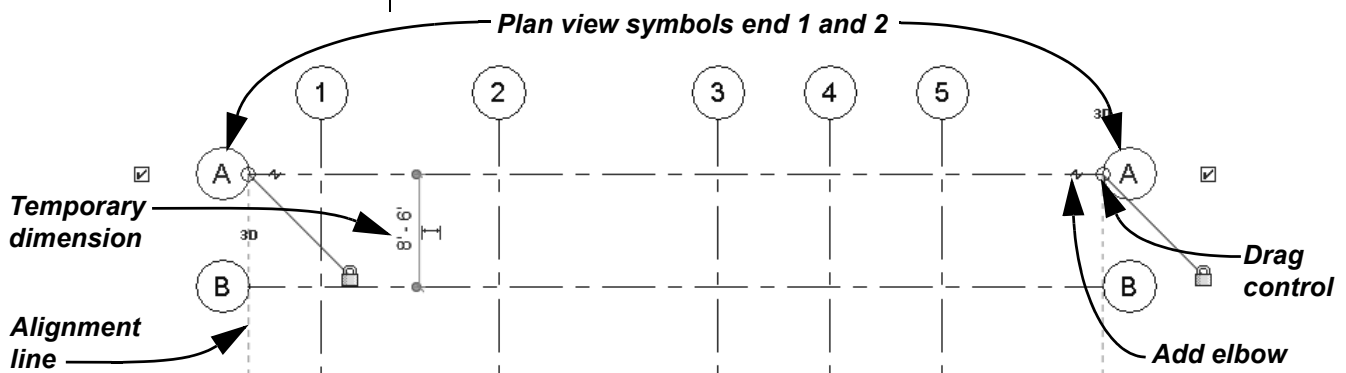 Plan view symbols end 1 and 2
1 2 3 4 5
3D
A A
Temporary
dimension
8' - 6'
3D
Drag
control
B B
Alignment
line
Add elbow